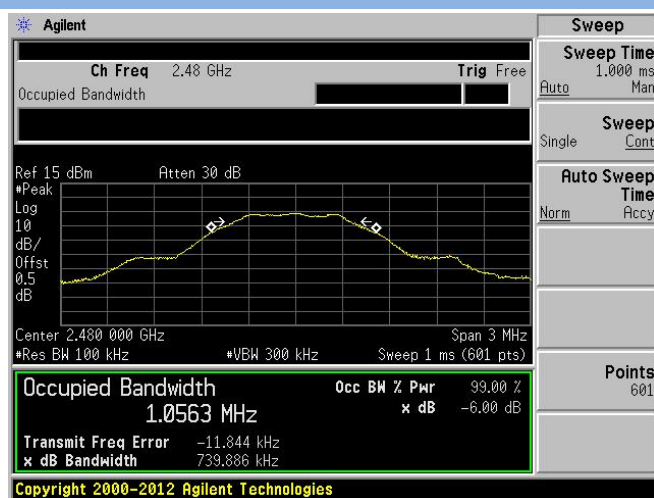 Agilent
Sweep
Ch Freq 2.48 GHz Trig Free
Occupied Bandwidth
Sweep Time
1.000 ms
Auto Man
Sweep
Single Cont
Auto Sweep
Time
Norm Accy
Points
601
Ref 15 dBm Atten 30 dB
#Peak
Log
10
dB/
Offst
0.5
dB
Center 2.480 000 GHz Span 3 MHz
#Res BW 100 kHz #VBW 300 kHz Sweep 1 ms (601 pts)
Occupied Bandwidth Occ BW % Pwr 99.00 %
1.0563 MHz x dB -6.00 dB
Transmit Freq Error -11.844 kHz
x dB Bandwidth 739.886 kHz
Copyright 2000-2012 Agilent Technologies